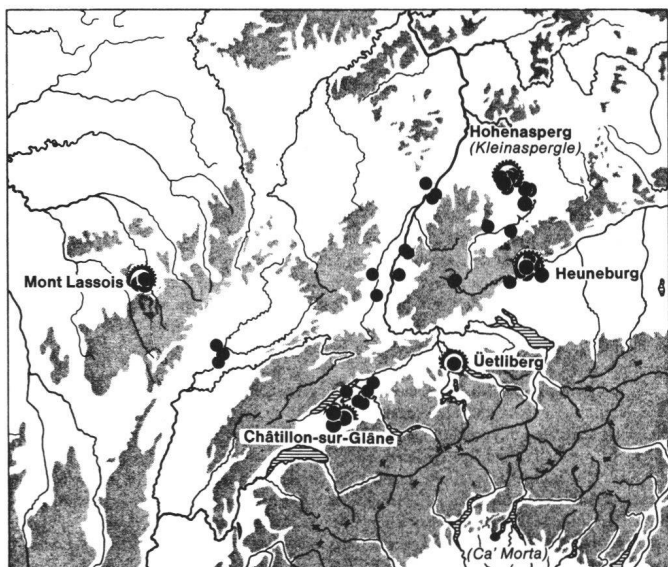 Hohenasperg
(Kleinaspergle)
Mont Lassois
Heuneburg
Üetliberg
Châtillon-sur-Glâne
(Ca' Morta)